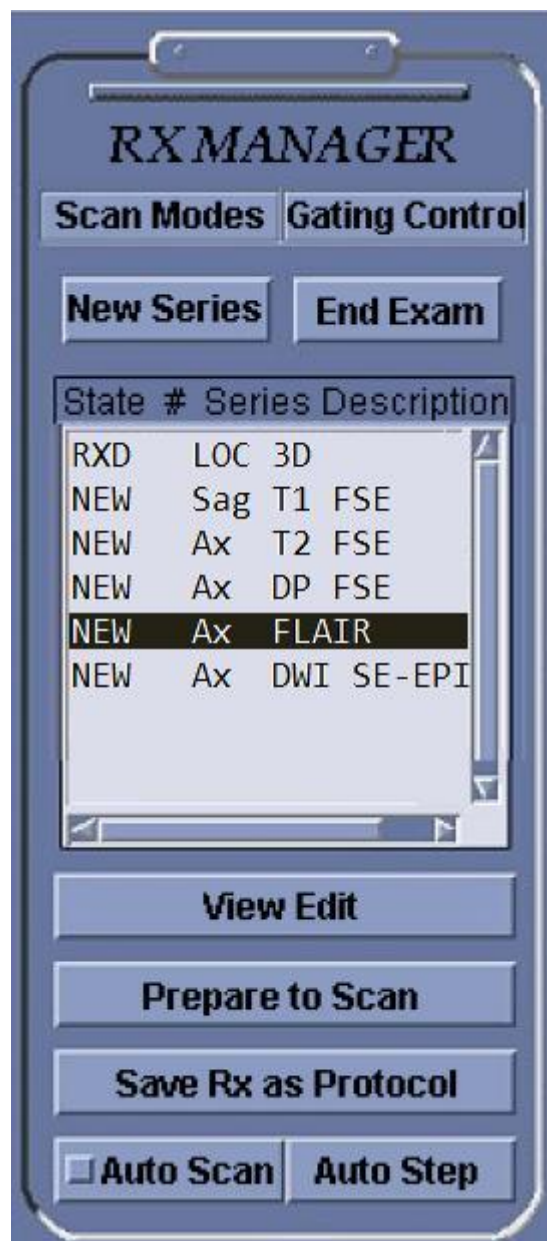 RX MANAGER
Scan Modes Gating Control
New Series End Exam
State # Series Description
RXD LOC 3D
NEW Sag T1 FSE
NEW Ax T2 FSE
NEW Ax DP FSE
NEW Ax FLAIR
NEW Ax DWI SE-EPI
View Edit
Prepare to Scan
Save Rx as Protocol
Auto Scan Auto Step